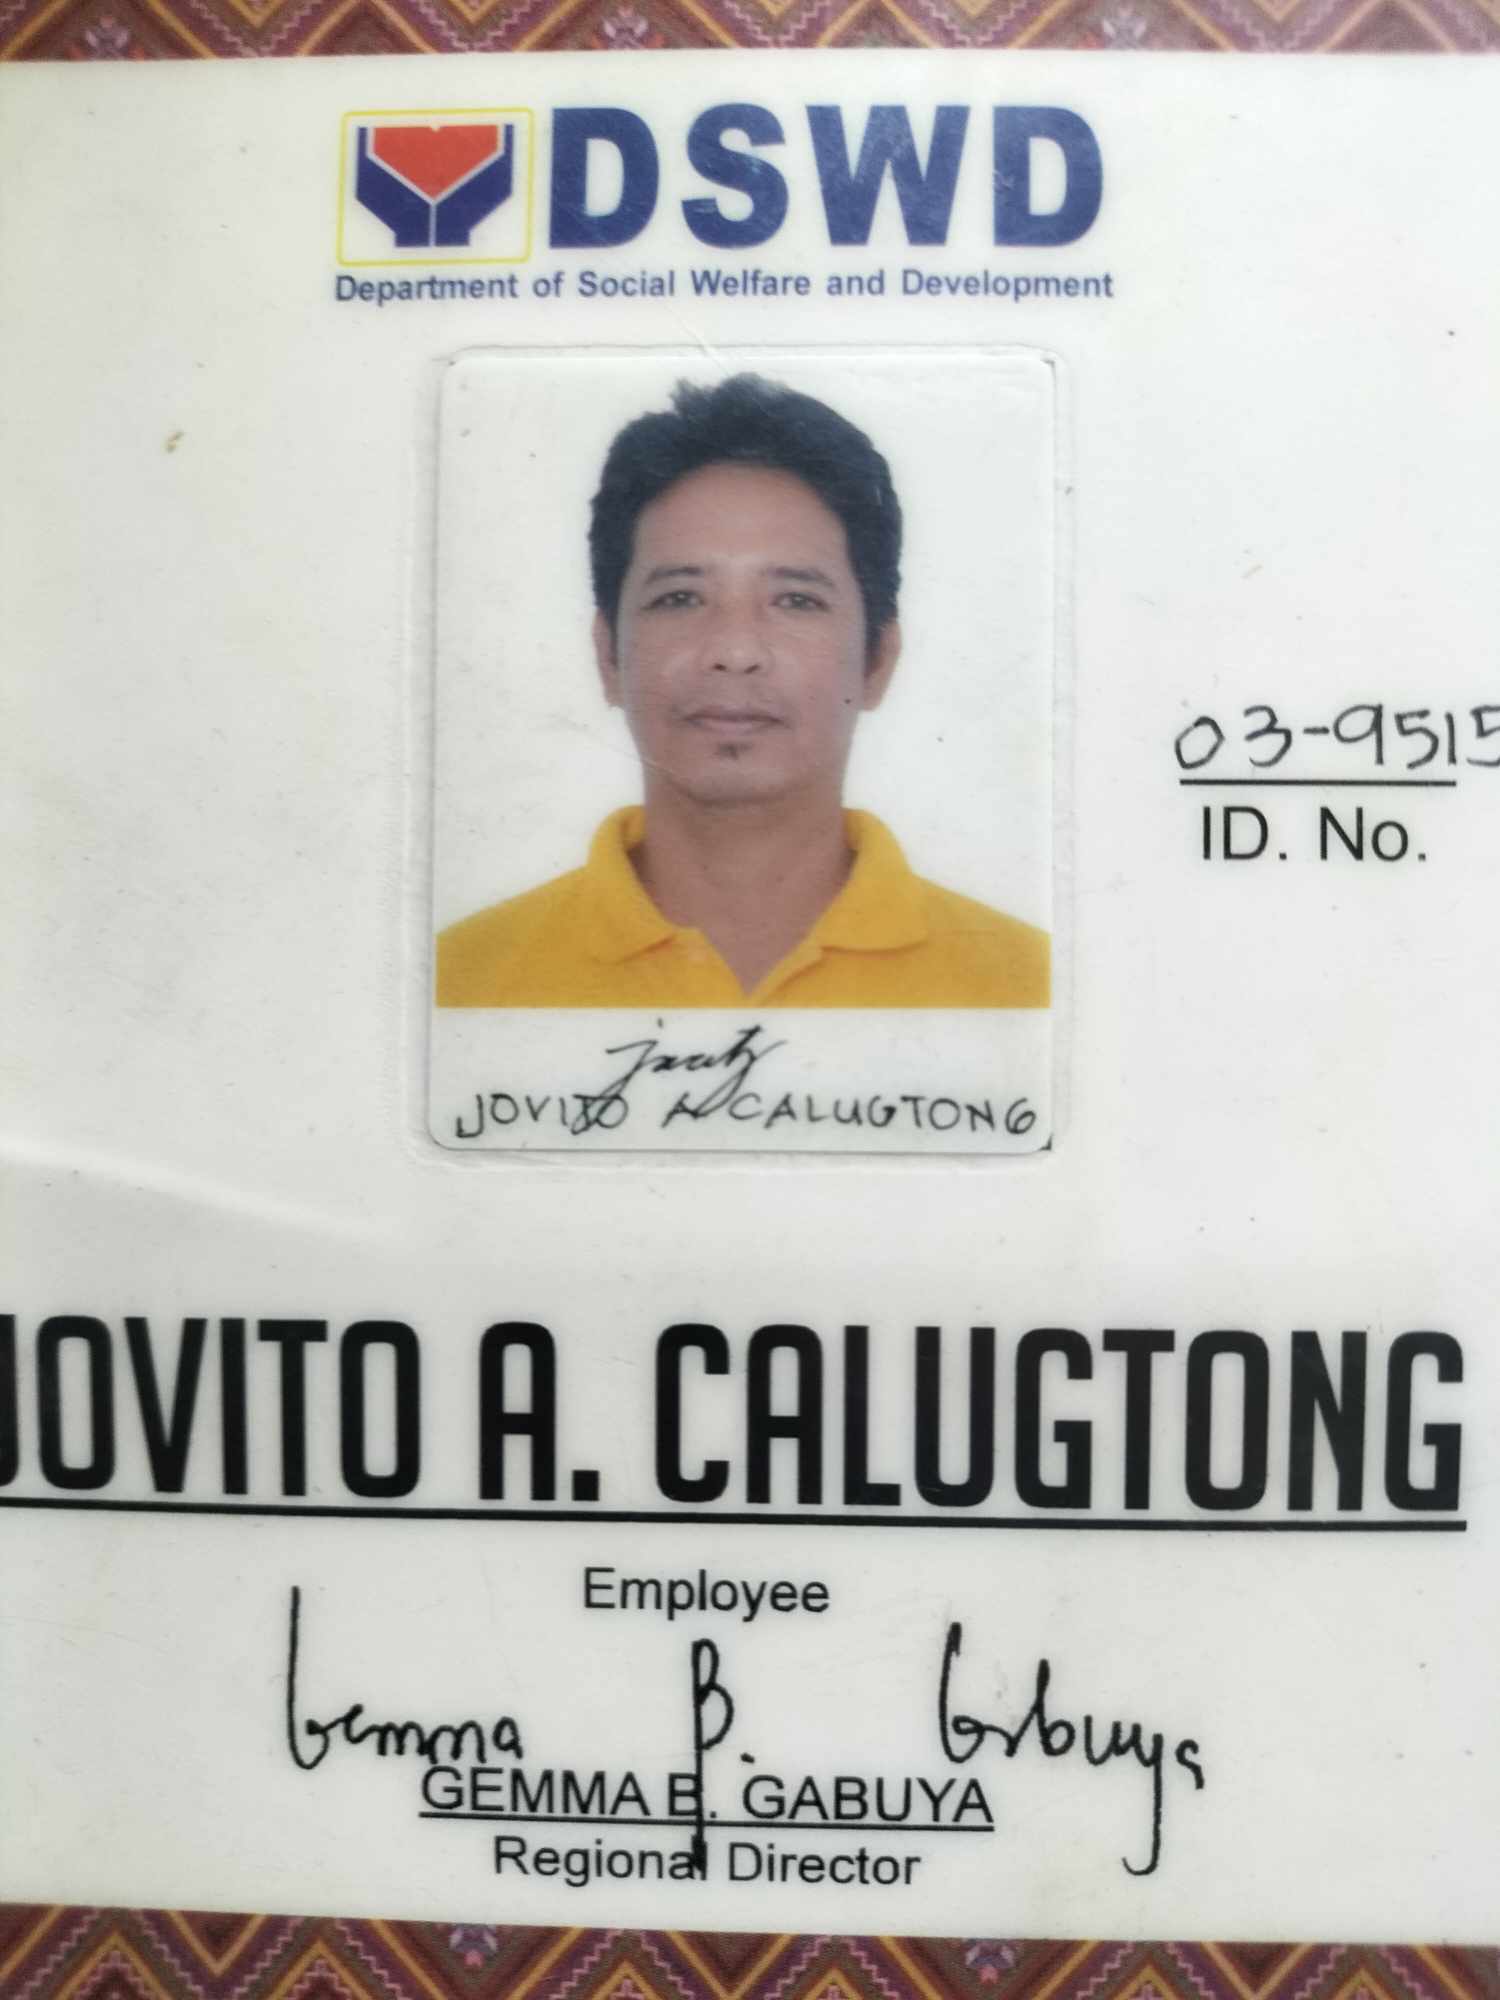 DSWD
Department of Social Welfare and Development
03-9515
ID. No.
JOVITO A CALUGTONG
JOVITO A. CALUGTONG
Employee
Gemma B. Gabuya
GEMMA B. GABUYA
Regional Director